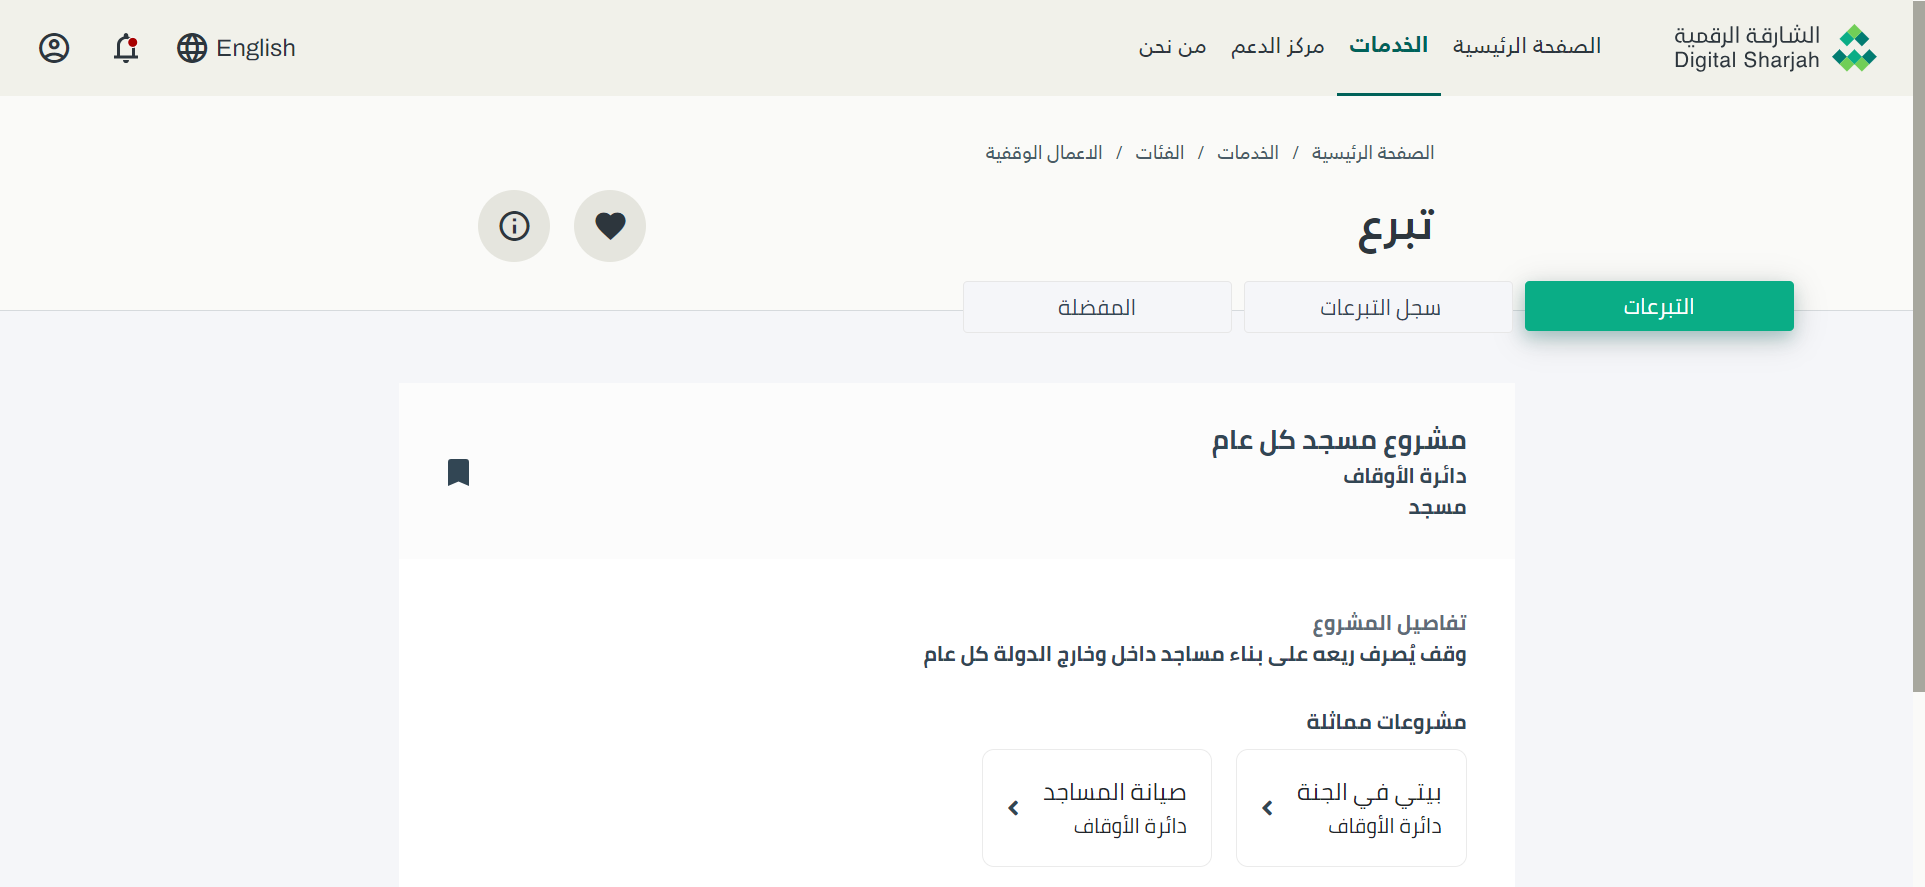 الشارقة الرقمية
Digital Sharjah
الصفحة الرئيسية
الخدمات
مركز الدعم
من نحن
English
الصفحة الرئيسية / الخدمات / الفئات / الاعمال الوقفية
تبرع
التبرعات
سجل التبرعات
المفضلة
مشروع مسجد كل عام
دائرة الأوقاف
مسجد
تفاصيل المشروع
وقف يُصرف ريعه على بناء مساجد داخل وخارج الدولة كل عام
مشروعات مماثلة
بيتي في الجنة
دائرة الأوقاف
صيانة المساجد
دائرة الأوقاف